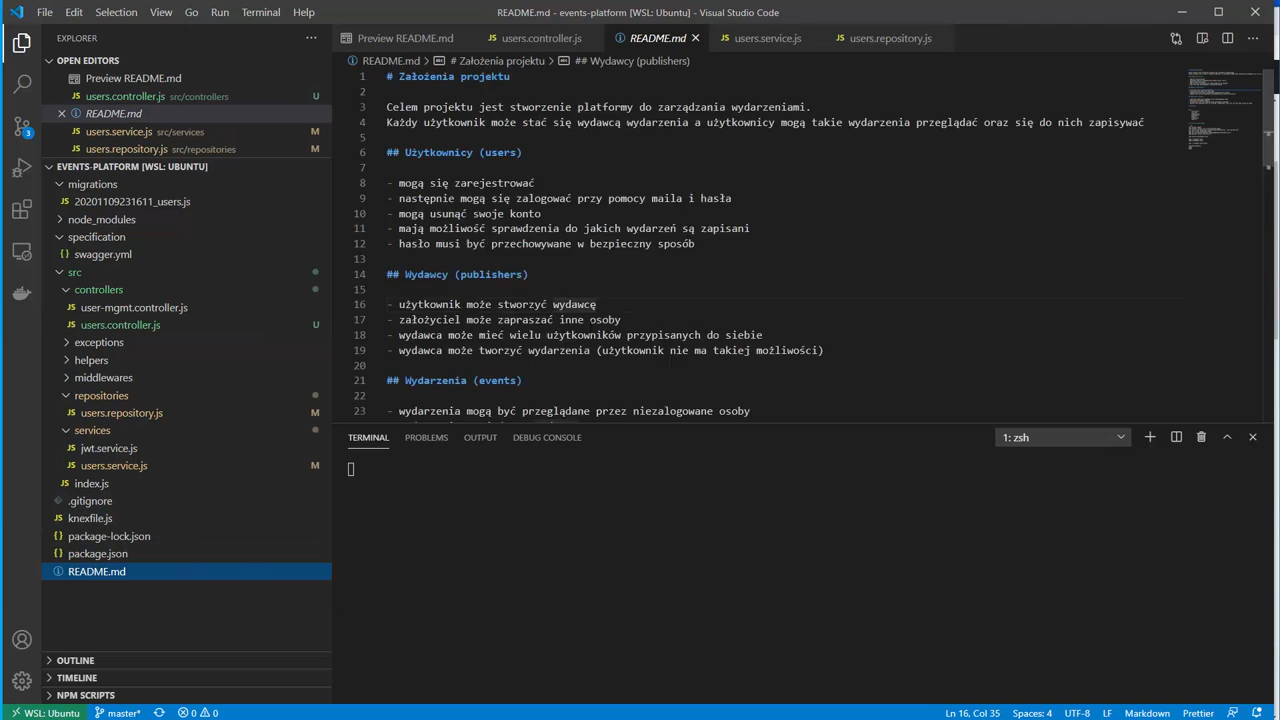 File Edit Selection View Go Run Terminal Help
README.md - events-platform [WSL: Ubuntu] - Visual Studio Code
EXPLORER
Preview README.md users.controller.js README.md users.service.js users.repository.js
OPEN EDITORS
Preview README.md
users.controller.js src/controllers U
README.md
users.service.js src/services M
users.repository.js src/repositories M
3
EVENTS-PLATFORM [WSL: UBUNTU]
migrations
20201109231611_users.js
node_modules
specification
swagger.yml
src
controllers
user-mgmt.controller.js
users.controller.js U
exceptions
helpers
middlewares
repositories
users.repository.js M
services
jwt.service.js
users.service.js M
index.js
.gitignore
knexfile.js
package-lock.json
package.json
README.md
OUTLINE
TIMELINE
NPM SCRIPTS
README.md > # Założenia projektu > ## Wydawcy (publishers)
1 # Założenia projektu
2
3 Celem projektu jest stworzenie platformy do zarządzania wydarzeniami.
4 Każdy użytkownik może stać się wydawcą wydarzenia a użytkownicy mogą takie wydarzenia przeglądać oraz się do nich zapisywać
5
6 ## Użytkownicy (users)
7
8 - mogą się zarejestrować
9 - następnie mogą się zalogować przy pomocy maila i hasła
10 - mogą usunąć swoje konto
11 - mają możliwość sprawdzenia do jakich wydarzeń są zapisani
12 - hasło musi być przechowywane w bezpieczny sposób
13
14 ## Wydawcy (publishers)
15
16 - użytkownik może stworzyć wydawcę
17 - założyciel może zapraszać inne osoby
18 - wydawca może mieć wielu użytkowników przypisanych do siebie
19 - wydawca może tworzyć wydarzenia (użytkownik nie ma takiej możliwości)
20
21 ## Wydarzenia (events)
22
23 - wydarzenia mogą być przeglądane przez niezalogowane osoby
TERMINAL PROBLEMS OUTPUT DEBUG CONSOLE
1: zsh
WSL: Ubuntu master* 0 0
Ln 16, Col 35 Spaces: 4 UTF-8 LF Markdown Prettier